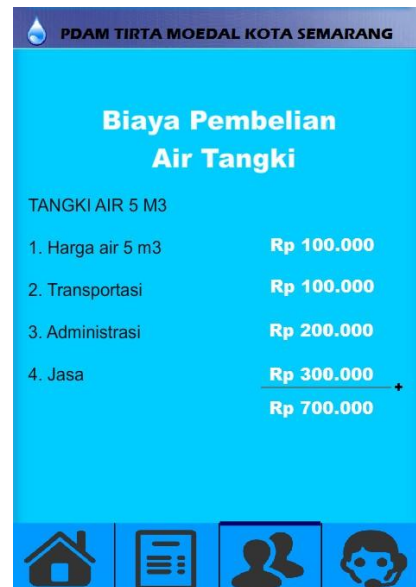 PDAM TIRTA MOEDAL KOTA SEMARANG
Biaya Pembelian
Air Tangki
TANGKI AIR 5 M3
1. Harga air 5 m3 Rp 100.000
2. Transportasi Rp 100.000
3. Administrasi Rp 200.000
4. Jasa Rp 300.000
+
Rp 700.000